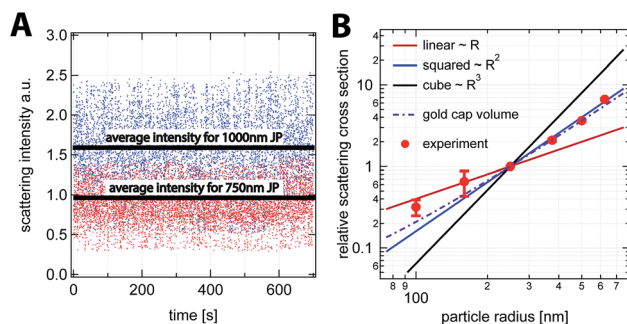 A
scattering intensity a.u.
3.0
2.5
2.0
1.5
1.0
0.5
0.0
average intensity for 1000nm JP
average intensity for 750nm JP
0
200
400
600
time [s]
B
relative scattering cross section
4
2
10
8
6
4
2
1
8
6
4
2
0.1
8
6
linear ~ R
squared ~ R²
cube ~ R³
gold cap volume
experiment
8
9
100
2
3
4
5
6
7
particle radius [nm]